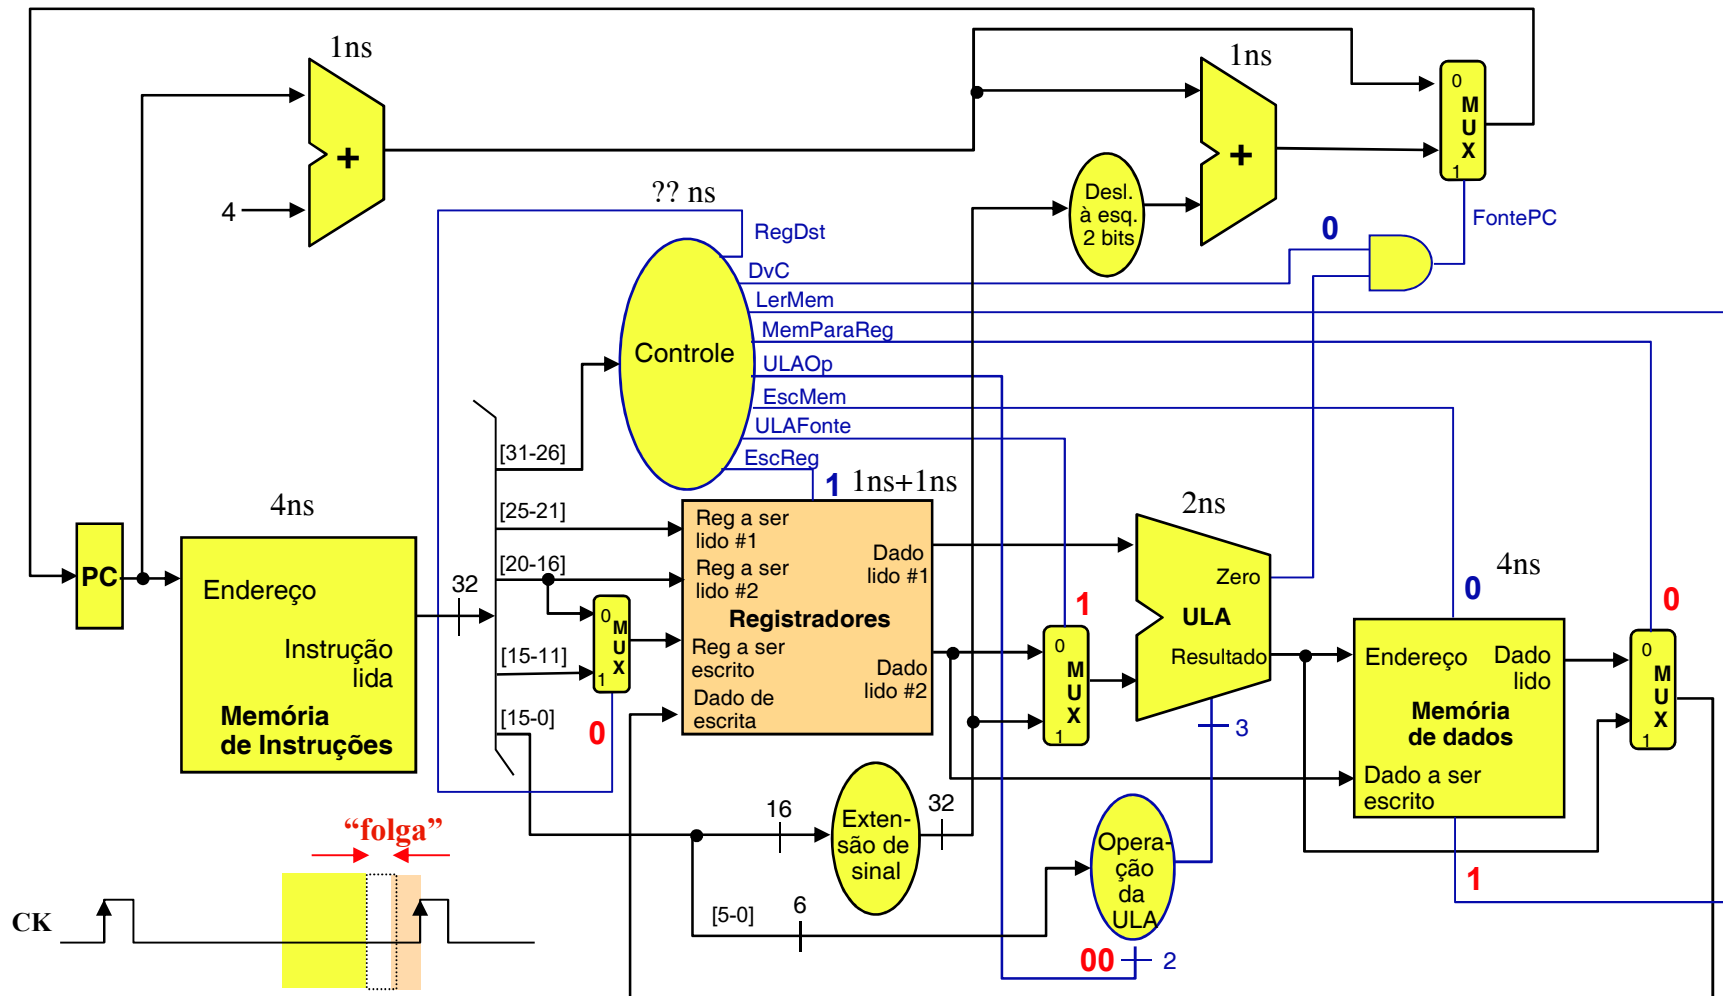 1ns
1ns
0
M
U
X
1
4
+
+
Desl.
à esq.
2 bits
?? ns
RegDst
0
FontePC
DvC
LerMem
MemParaReg
Controle
ULAOp
EscMem
ULAFonte
EscReg
[31-26]
1
1ns+1ns
4ns
[25-21]
2ns
4ns
PC
Endereço
Instrução
lida
Memória
de Instruções
32
[20-16]
[15-11]
[15-0]
0
M
U
X
1
0
Reg a ser
lido #1
Reg a ser
lido #2
Registradores
Reg a ser
escrito
Dado de
escrita
Dado
lido #1
Dado
lido #2
1
0
M
U
X
1
Zero
ULA
Resultado
3
0
Endereço
Dado
lido
Memória
de dados
Dado a ser
escrito
1
0
0
M
U
X
1
16
Exten-
são de
sinal
32
Opera-
ção
da
ULA
[5-0]
6
00
2
“folga”
CK